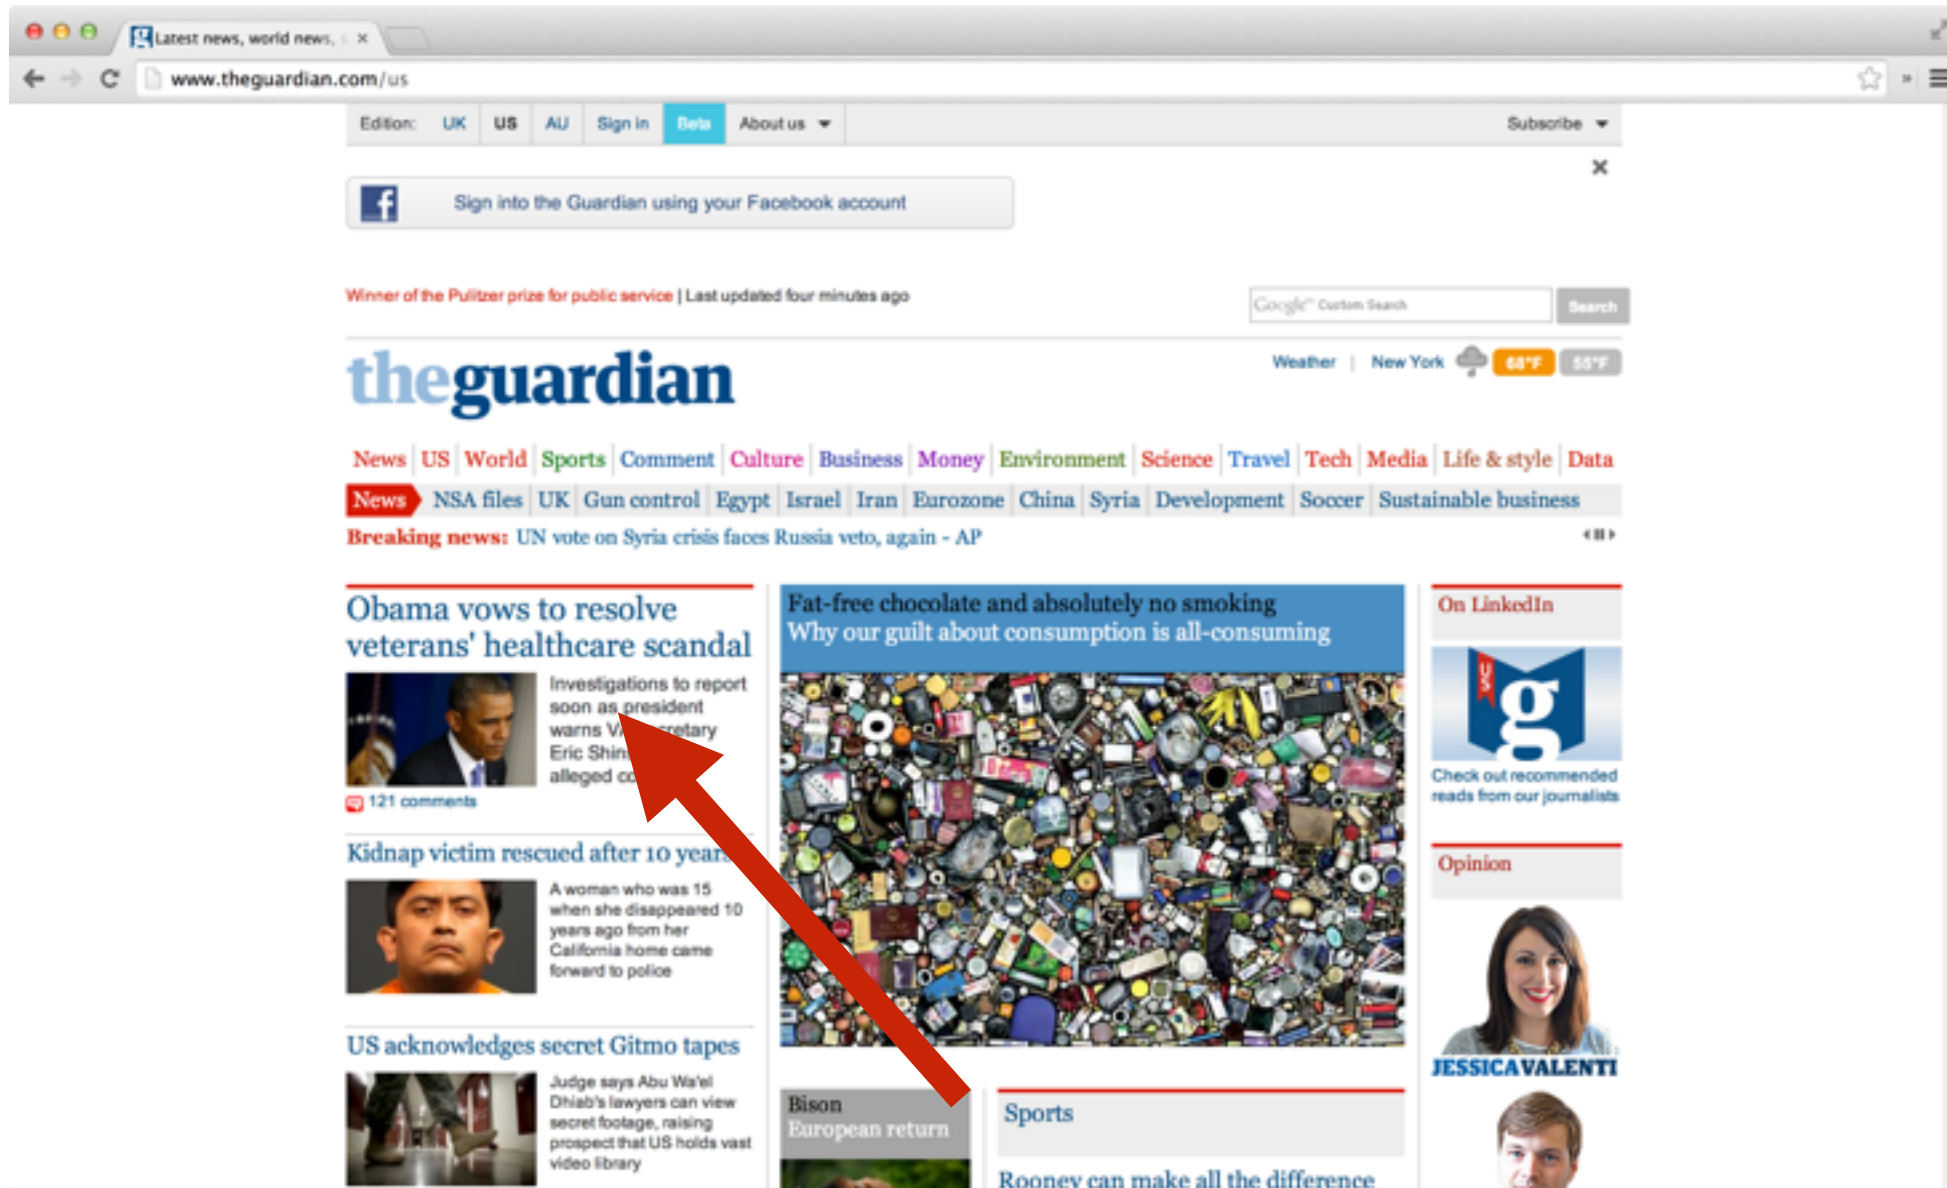 Latest news, world news, s
www.theguardian.com/us
Edition: UK US AU Sign in Beta About us Subscribe
f Sign into the Guardian using your Facebook account
Winner of the Pulitzer prize for public service | Last updated four minutes ago
Google™ Custom Search Search
theguardian
Weather | New York 68°F 55°F
News US World Sports Comment Culture Business Money Environment Science Travel Tech Media Life & style Data
News NSA files UK Gun control Egypt Israel Iran Eurozone China Syria Development Soccer Sustainable business
Breaking news: UN vote on Syria crisis faces Russia veto, again - AP
Obama vows to resolve
veterans' healthcare scandal
Investigations to report
soon as president
warns
Eric
alleged
121 comments
Kidnap victim rescued after 10 years
A woman who was 15
when she disappeared 10
years ago from her
California home came
forward to police
US acknowledges secret Gitmo tapes
Judge says Abu Wa'el
Dhiab's lawyers can view
secret footage, raising
prospect that US holds vast
video library
Fat-free chocolate and absolutely no smoking
Why our guilt about consumption is all-consuming
Bison
European return
Sports
Rooney can make all the difference
On LinkedIn
US
g
Check out recommended
reads from our journalists
Opinion
JESSICAVALENTI